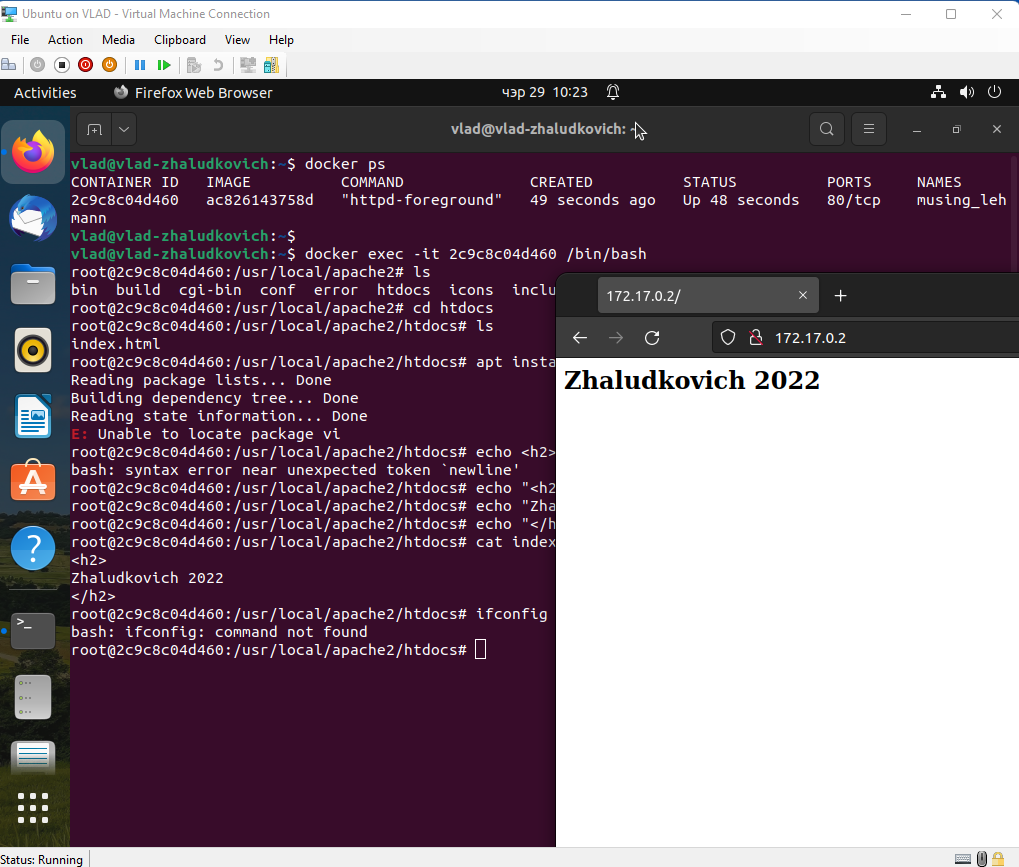 Ubuntu on VLAD - Virtual Machine Connection
File Action Media Clipboard View Help
Activities Firefox Web Browser чэр 29 10:23
vlad@vlad-zhaludkovich: ~
vlad@vlad-zhaludkovich:~$ docker ps
CONTAINER ID IMAGE COMMAND CREATED STATUS PORTS NAMES
2c9c8c04d460 ac826143758d "httpd-foreground" 49 seconds ago Up 48 seconds 80/tcp musing_leh
mann
vlad@vlad-zhaludkovich:~$
vlad@vlad-zhaludkovich:~$ docker exec -it 2c9c8c04d460 /bin/bash
root@2c9c8c04d460:/usr/local/apache2# ls
bin build cgi-bin conf error htdocs icons inclu
root@2c9c8c04d460:/usr/local/apache2# cd htdocs
root@2c9c8c04d460:/usr/local/apache2/htdocs# ls
index.html
root@2c9c8c04d460:/usr/local/apache2/htdocs# apt insta
Reading package lists... Done
Building dependency tree... Done
Reading state information... Done
E: Unable to locate package vi
root@2c9c8c04d460:/usr/local/apache2/htdocs# echo <h2>
bash: syntax error near unexpected token `newline'
root@2c9c8c04d460:/usr/local/apache2/htdocs# echo "<h2
root@2c9c8c04d460:/usr/local/apache2/htdocs# echo "Zha
root@2c9c8c04d460:/usr/local/apache2/htdocs# echo "</h
root@2c9c8c04d460:/usr/local/apache2/htdocs# cat index
<h2>
Zhaludkovich 2022
</h2>
root@2c9c8c04d460:/usr/local/apache2/htdocs# ifconfig
bash: ifconfig: command not found
root@2c9c8c04d460:/usr/local/apache2/htdocs#
172.17.0.2/
172.17.0.2
Zhaludkovich 2022
Status: Running